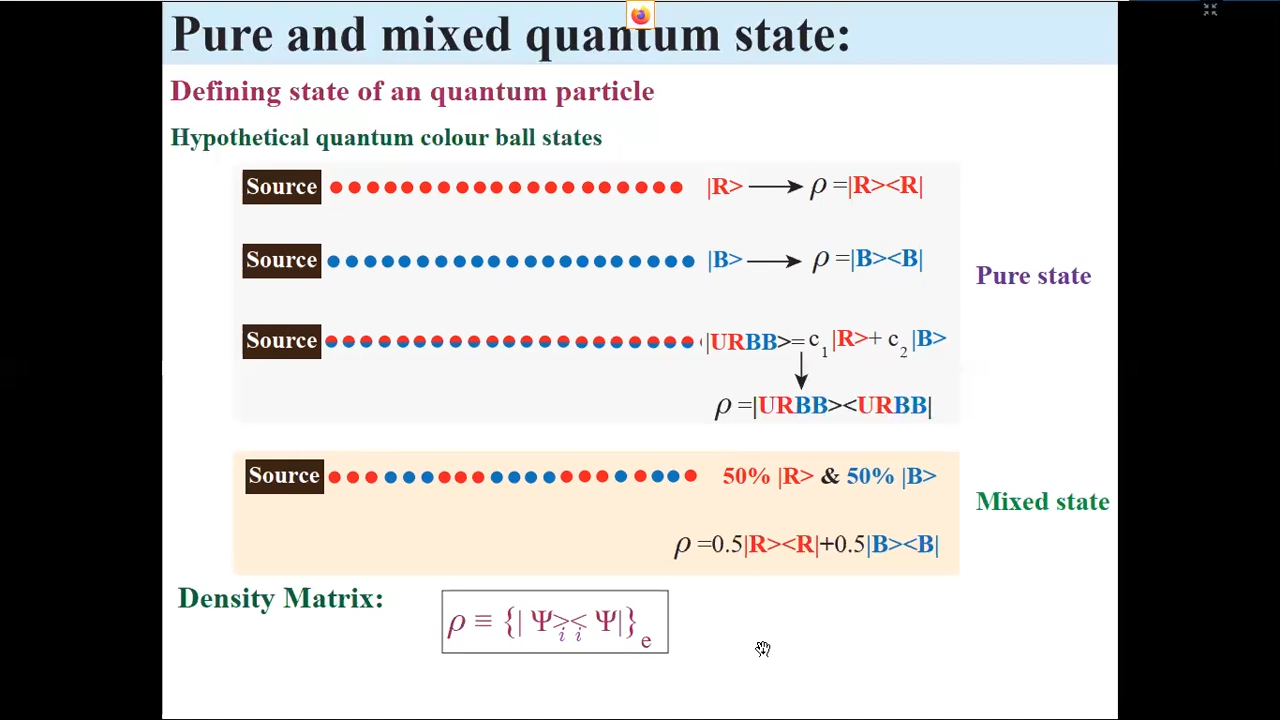 Pure and mixed quantum state:
Defining state of an quantum particle
Hypothetical quantum colour ball states
Source |R> ⟶ ρ =|R><R|
Source |B> ⟶ ρ =|B><B|
Pure state
Source |URBB>= c₁|R>+ c₂|B>
ρ =|URBB><URBB|
Source 50% |R> & 50% |B>
Mixed state
ρ =0.5|R><R|+0.5|B><B|
Density Matrix: ρ ≡ {| Ψᵢ><ᵢ Ψ|}ₑ